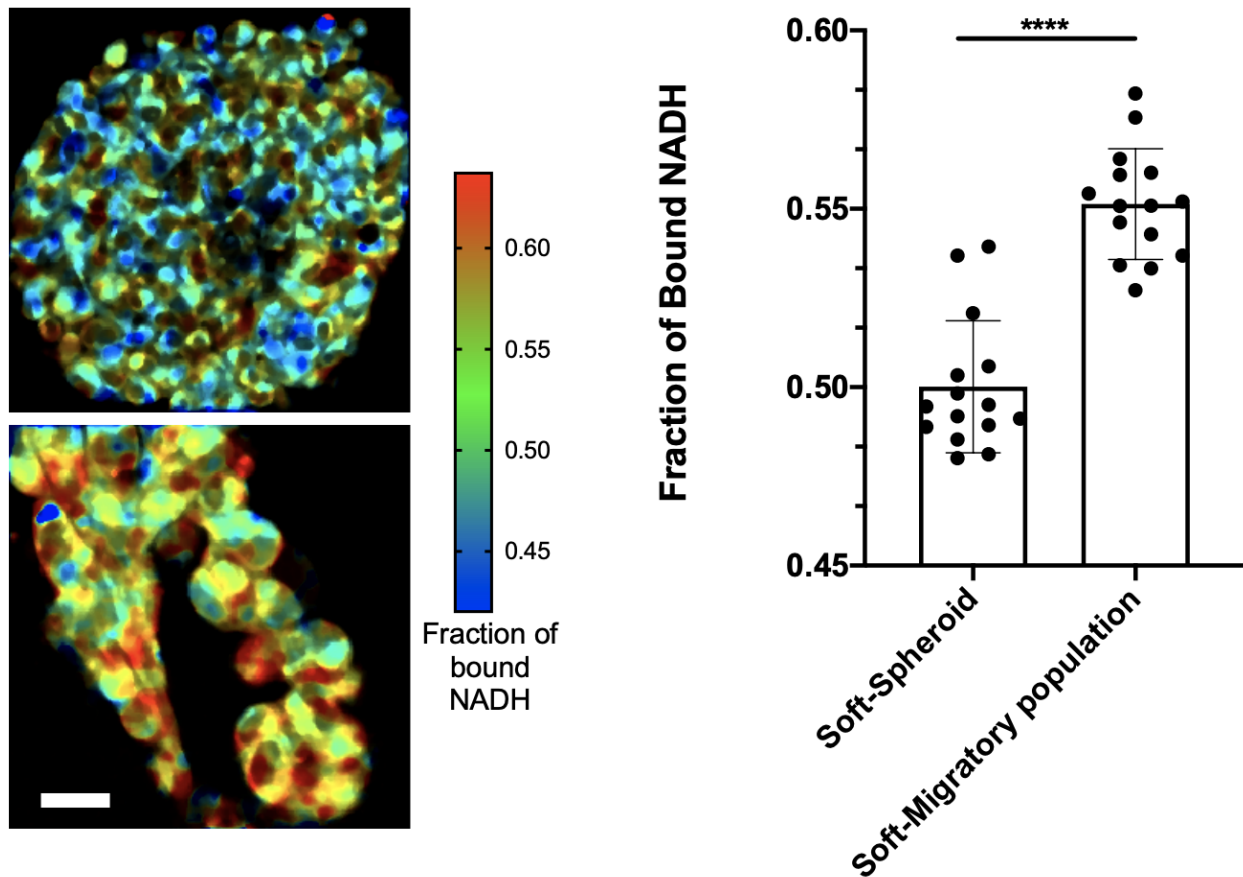 0.60
0.55
0.50
0.45
Fraction of
bound
NADH
Fraction of Bound NADH
0.60
0.55
0.50
0.45
****
Soft-Spheroid
Soft-Migratory population